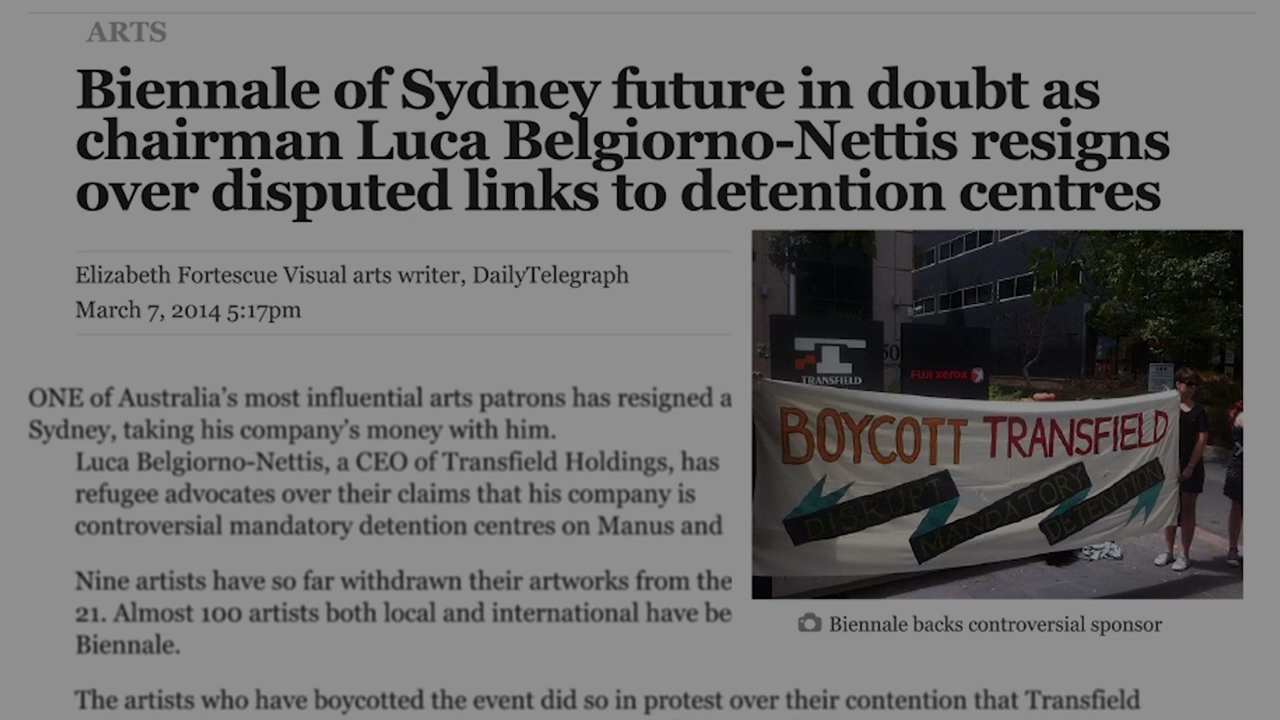 ARTS
Biennale of Sydney future in doubt as
chairman Luca Belgiorno-Nettis resigns
over disputed links to detention centres
Elizabeth Fortescue Visual arts writer, DailyTelegraph
March 7, 2014 5:17pm
ONE of Australia's most influential arts patrons has resigned a
Sydney, taking his company's money with him.
Luca Belgiorno-Nettis, a CEO of Transfield Holdings, has
refugee advocates over their claims that his company is
controversial mandatory detention centres on Manus and
Nine artists have so far withdrawn their artworks from the
21. Almost 100 artists both local and international have be
Biennale.
The artists who have boycotted the event did so in protest over their contention that Transfield
TRANSFIELD
FUJI xerox
BOYCOTT TRANSFIELD
DISRUPT
MANDATORY
DETENTION
Biennale backs controversial sponsor